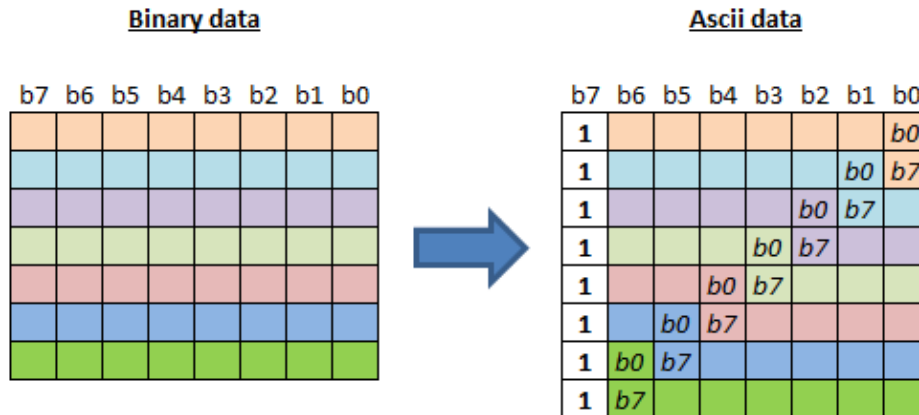 Binary data Ascii data
b7 b6 b5 b4 b3 b2 b1 b0 b7 b6 b5 b4 b3 b2 b1 b0
1 b0
1 b0 b7
1 b0 b7
1 b0 b7
1 b0 b7
1 b0 b7
1 b0 b7
1 b7